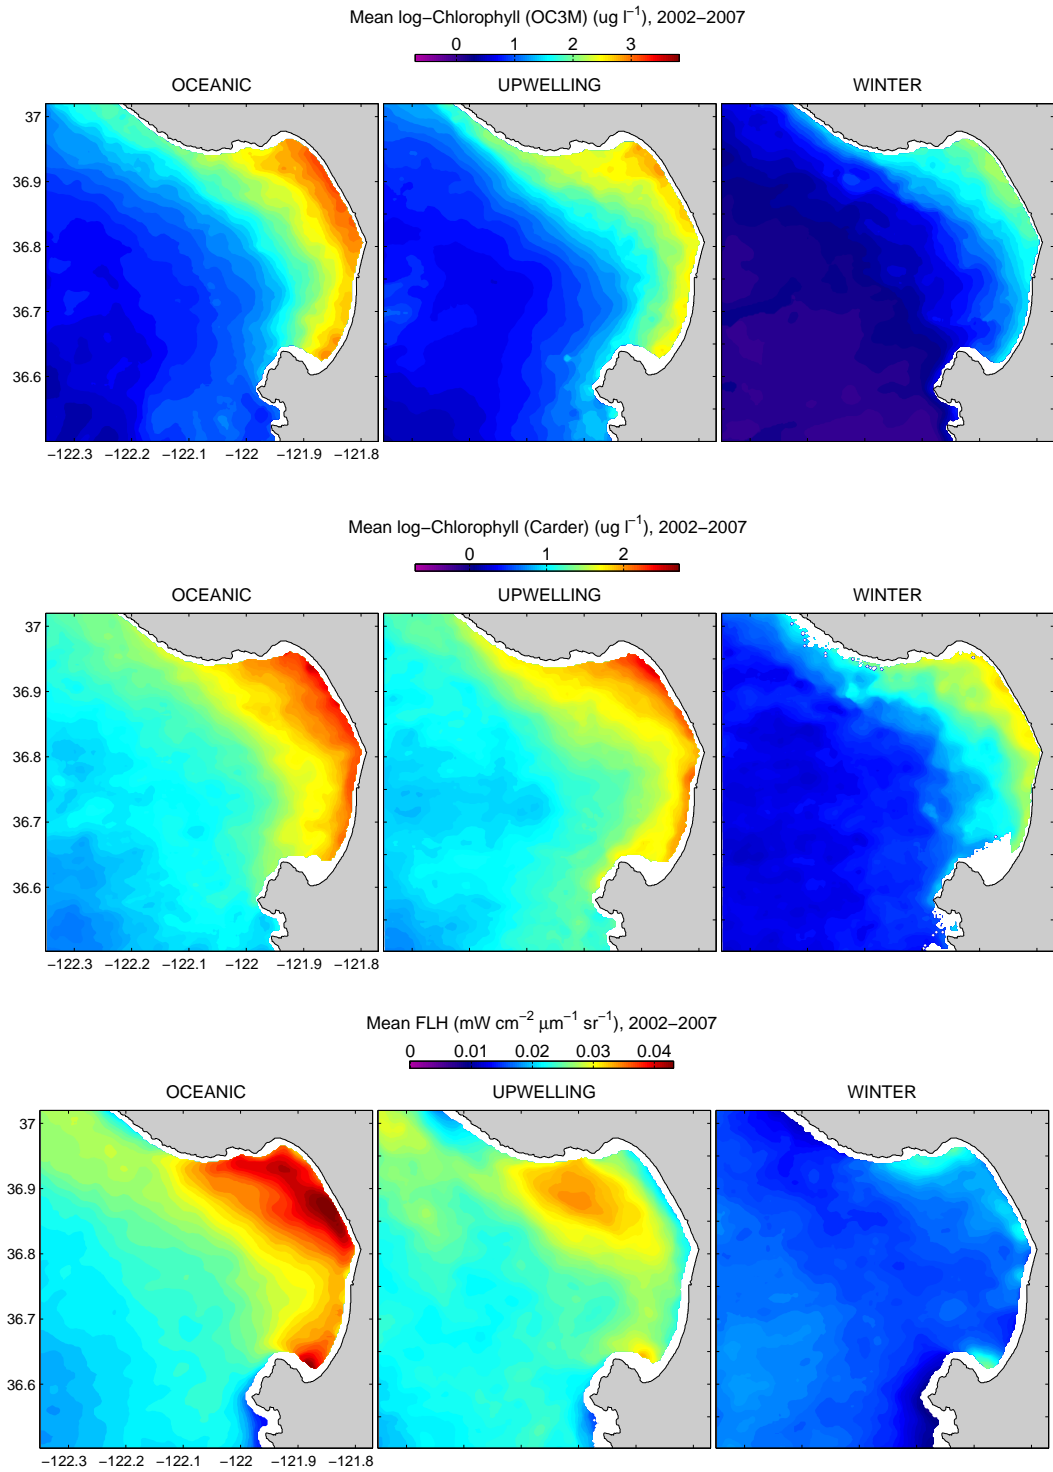 Mean log−Chlorophyll (OC3M) (ug l⁻¹), 2002−2007
0 1 2 3
OCEANIC UPWELLING WINTER
37
36.9
36.8
36.7
36.6
−122.3 −122.2 −122.1 −122 −121.9 −121.8
Mean log−Chlorophyll (Carder) (ug l⁻¹), 2002−2007
0 1 2
OCEANIC UPWELLING WINTER
37
36.9
36.8
36.7
36.6
−122.3 −122.2 −122.1 −122 −121.9 −121.8
Mean FLH (mW cm⁻² μm⁻¹ sr⁻¹), 2002−2007
0 0.01 0.02 0.03 0.04
OCEANIC UPWELLING WINTER
37
36.9
36.8
36.7
36.6
−122.3 −122.2 −122.1 −122 −121.9 −121.8